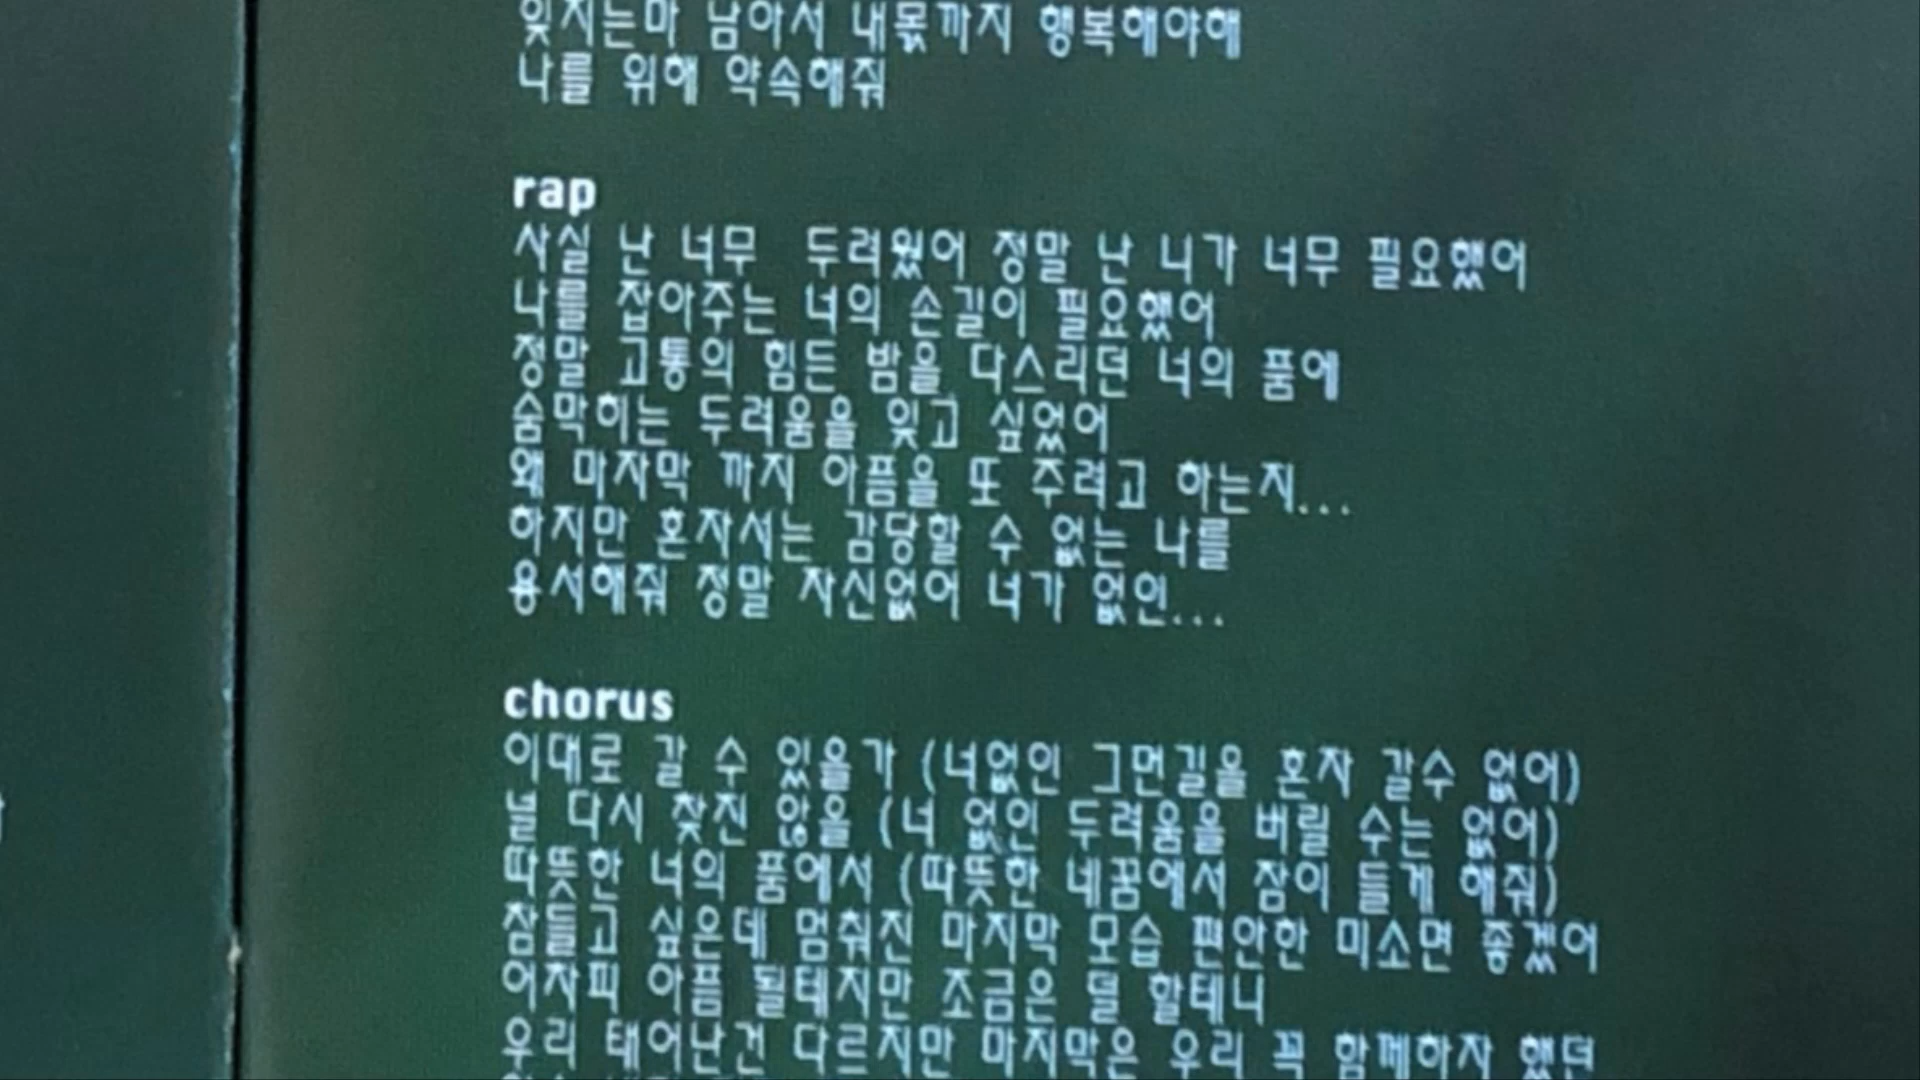 잊지는마 남아서 내몫까지 행복해야해
나를 위해 약속해줘
rap
사실 난 너무 두려웠어 정말 난 니가 너무 필요했어
나를 잡아주는 너의 손길이 필요했어
정말 고통의 힘든 밤을 다스리던 너의 품에
숨막히는 두려움을 잊고 싶었어
왜 마자막 까지 아픔을 또 주려고 하는지...
하지만 혼자서는 감당할 수 없는 나를
용서해줘 정말 자신없어 너가 없인...
chorus
이대로 갈 수 있을가 (너없인 그먼길을 혼자 갈수 없어)
널 다시 찾진 않을 (너 없인 두려움을 버릴 수는 없어)
따뜻한 너의 품에서 (따뜻한 네꿈에서 잠이 들게 해줘)
잠들고 싶은데 멈춰진 마지막 모습 편안한 미소면 좋겠어
어자피 아픔 될테지만 조금은 덜 할테니
우리 태어난건 다르지만 마지막은 우리 꼭 함께하자 했던